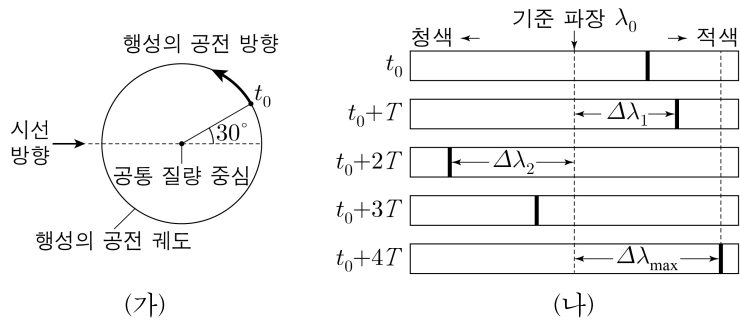 행성의 공전 방향
t₀
30°
시선
방향
공통 질량 중심
행성의 공전 궤도
(가)
기준 파장 λ₀
청색
적색
t₀
t₀+T
Δλ₁
t₀+2T
Δλ₂
t₀+3T
t₀+4T
Δλmax
(나)